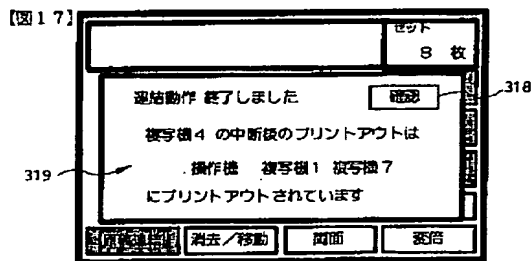 【図17】
セット
8 枚
連結動作 終了しました
確認
318
複写機4 の中断後のプリントアウトは
操作機 複写機1 複写機7
319
にプリントアウトされています
消去/移動
両面
変倍